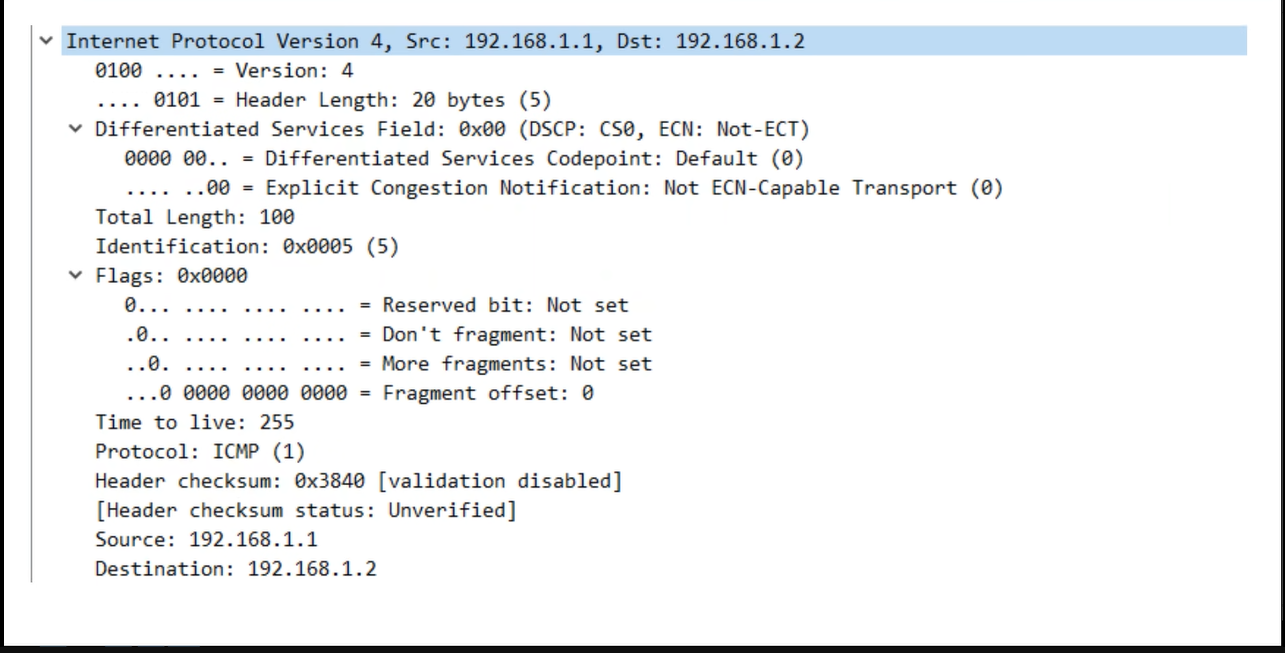 Internet Protocol Version 4, Src: 192.168.1.1, Dst: 192.168.1.2
0100 .... = Version: 4
.... 0101 = Header Length: 20 bytes (5)
Differentiated Services Field: 0x00 (DSCP: CS0, ECN: Not-ECT)
0000 00.. = Differentiated Services Codepoint: Default (0)
.... ..00 = Explicit Congestion Notification: Not ECN-Capable Transport (0)
Total Length: 100
Identification: 0x0005 (5)
Flags: 0x0000
0... .... .... .... = Reserved bit: Not set
.0.. .... .... .... = Don't fragment: Not set
..0. .... .... .... = More fragments: Not set
...0 0000 0000 0000 = Fragment offset: 0
Time to live: 255
Protocol: ICMP (1)
Header checksum: 0x3840 [validation disabled]
[Header checksum status: Unverified]
Source: 192.168.1.1
Destination: 192.168.1.2